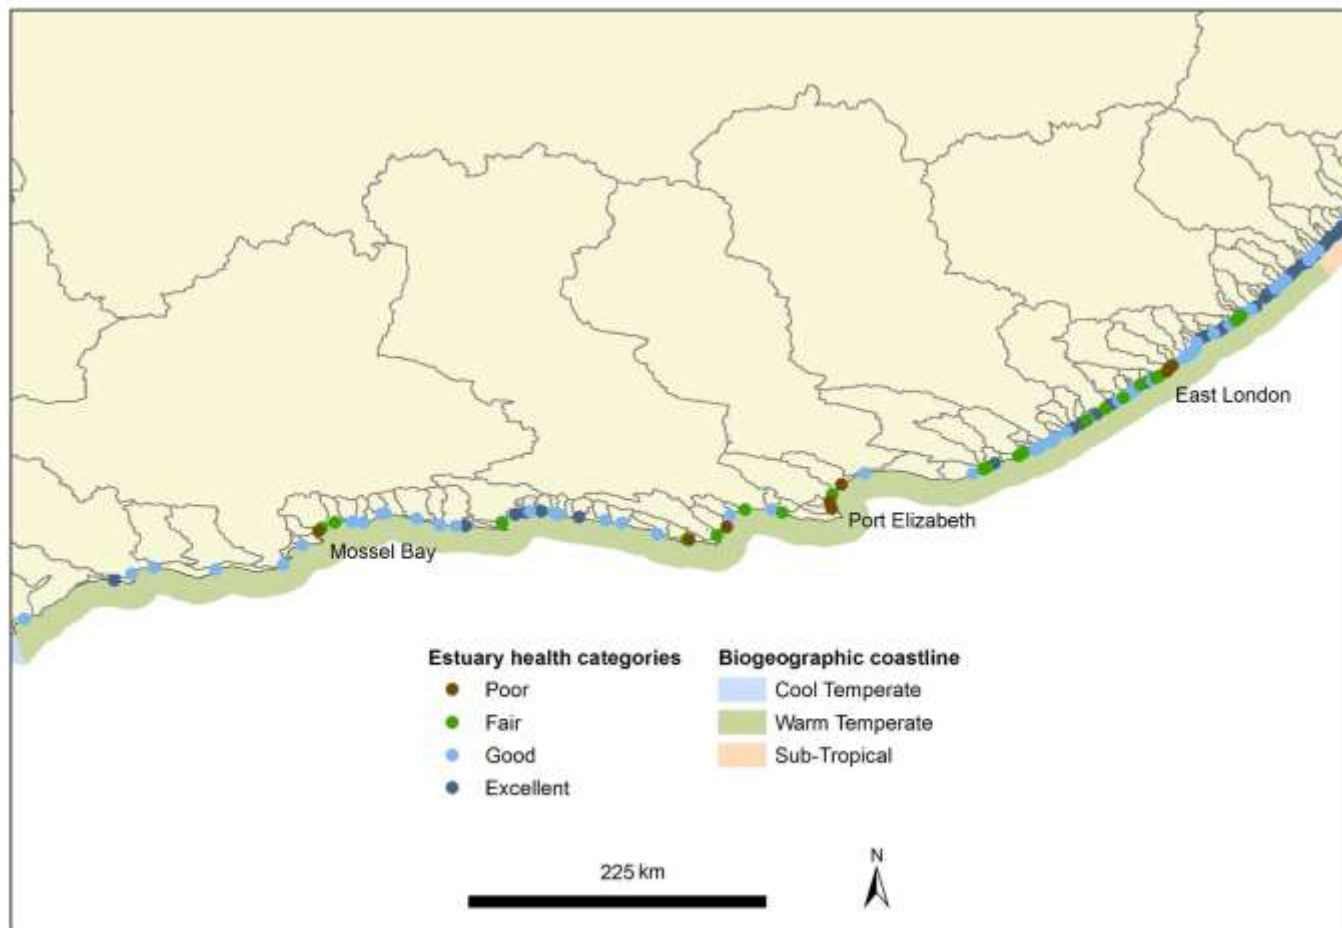 East London
Port Elizabeth
Mossel Bay
Estuary health categories
Poor
Fair
Good
Excellent
Biogeographic coastline
Cool Temperate
Warm Temperate
Sub-Tropical
225 km
N